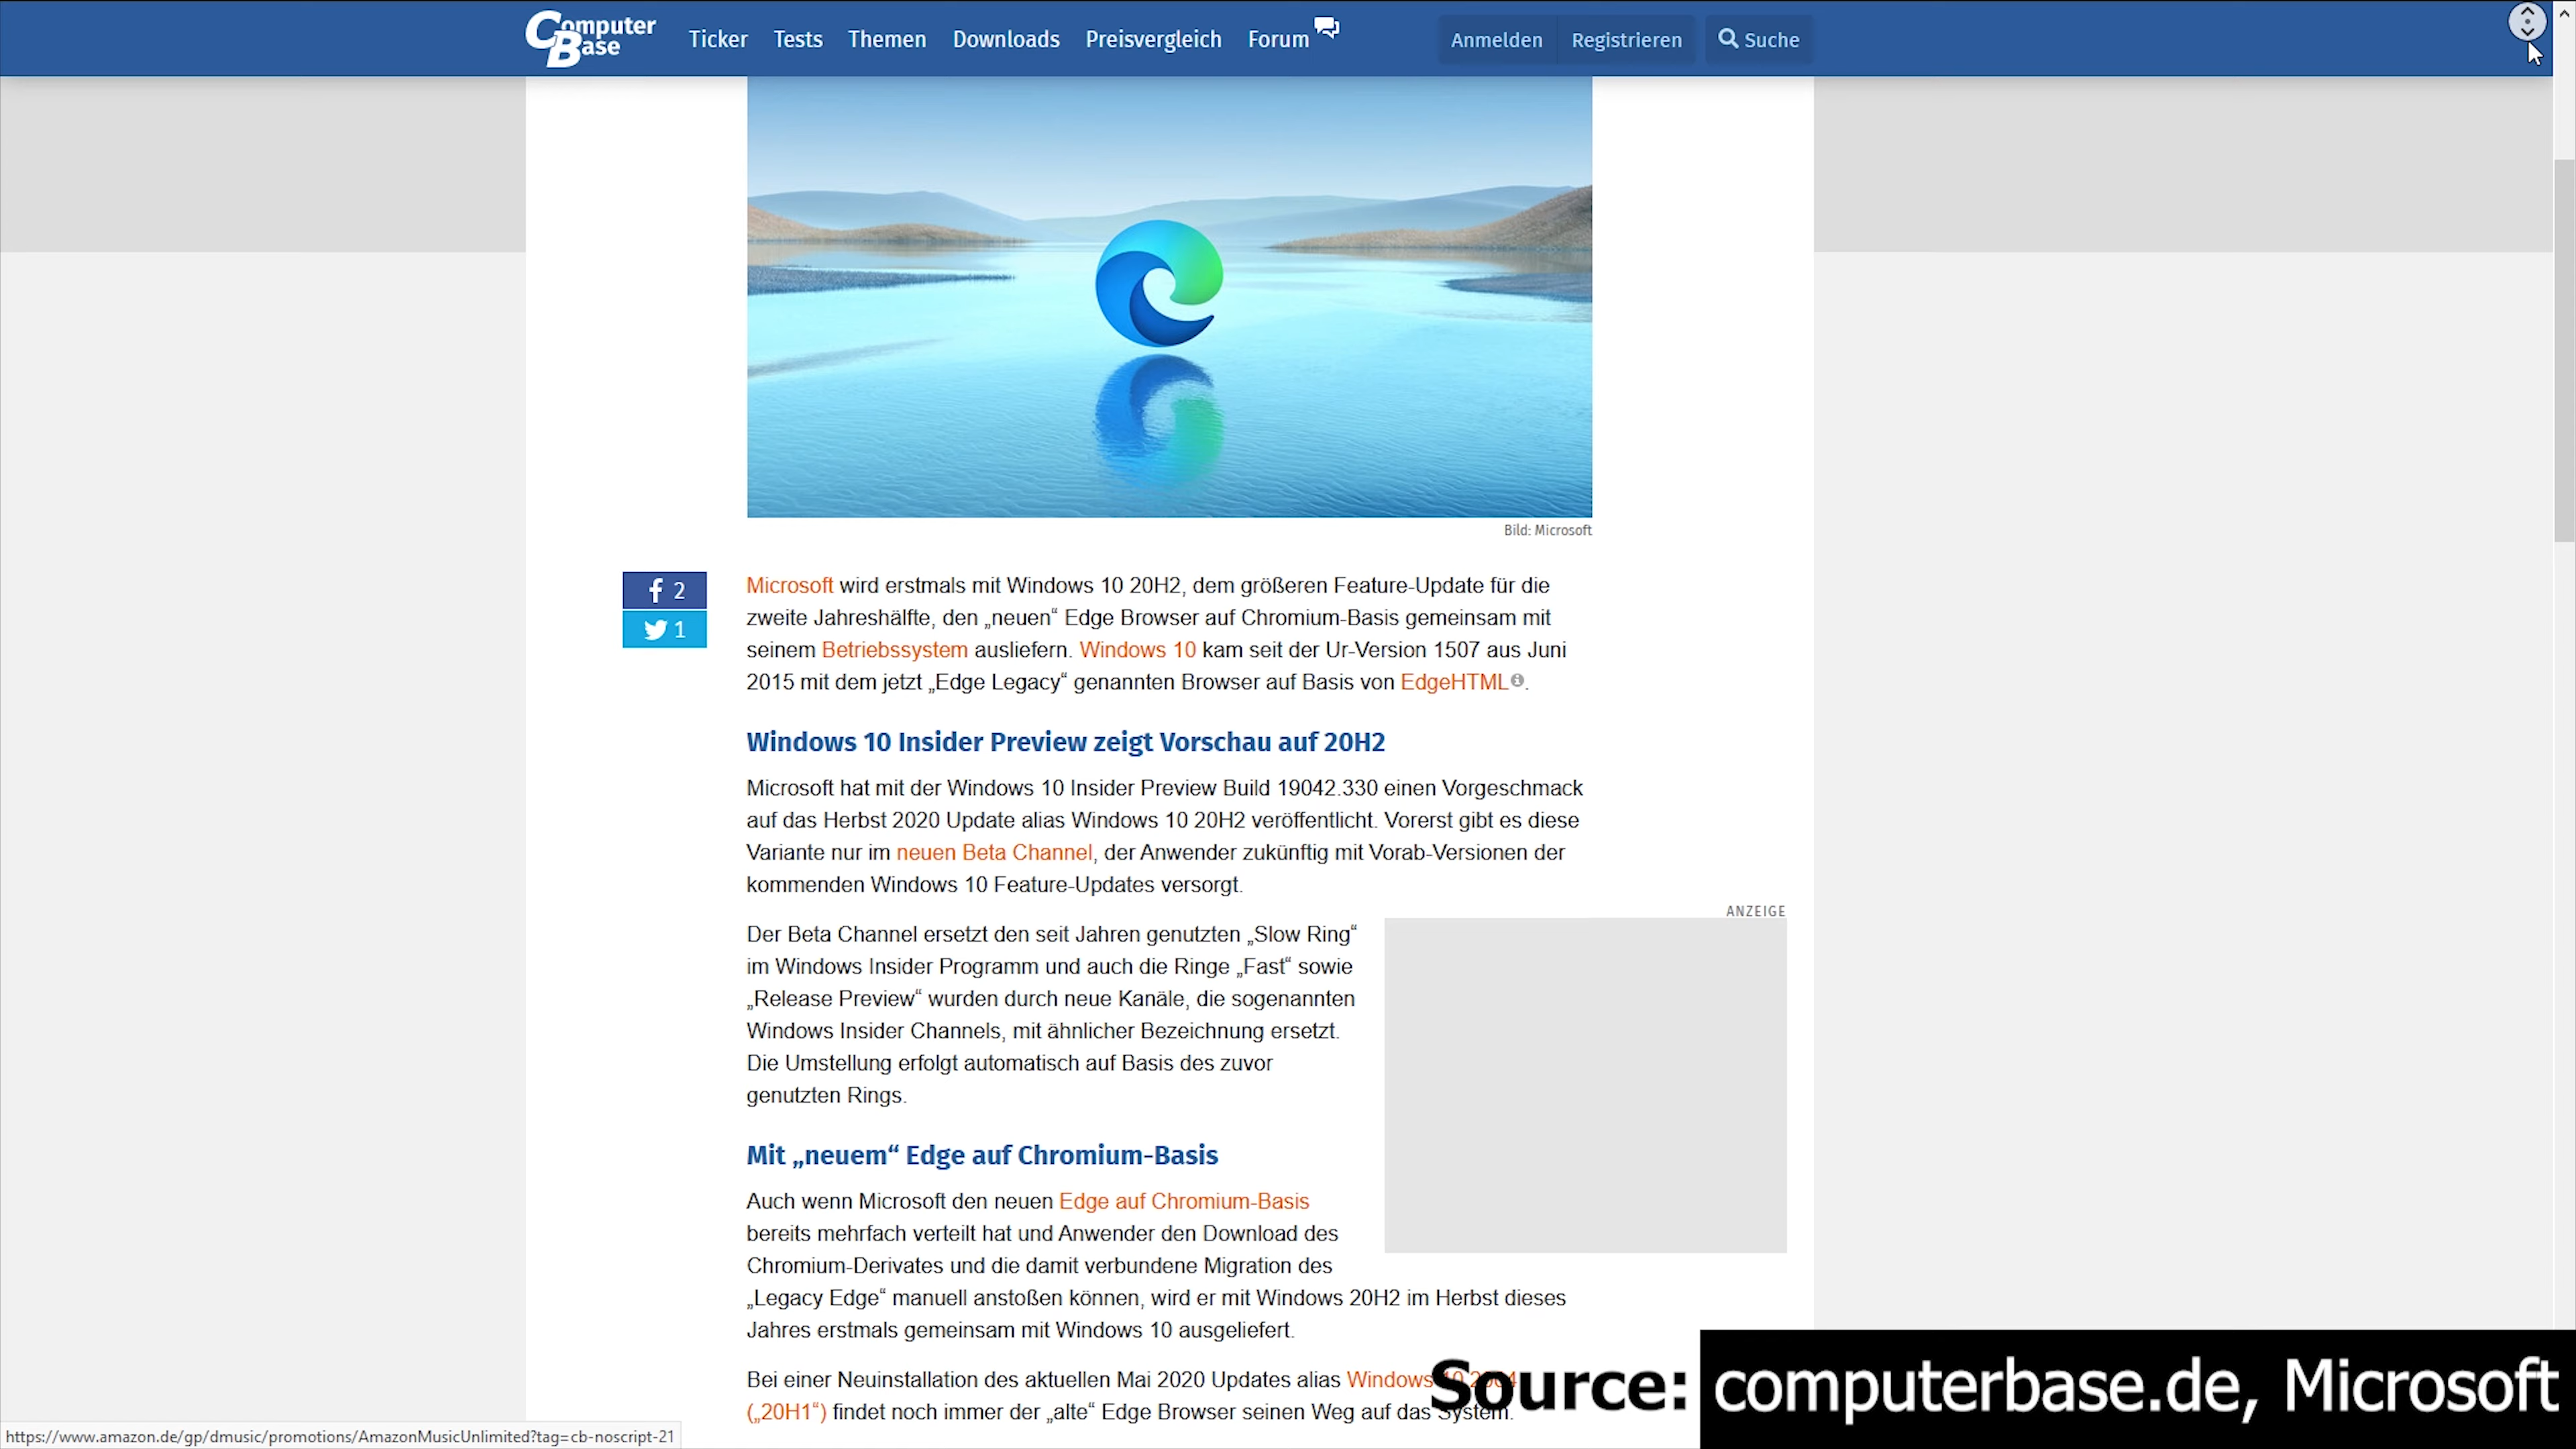 Computer Base
Ticker Tests Themen Downloads Preisvergleich Forum Anmelden Registrieren Suche
Bild: Microsoft
2
1
Microsoft wird erstmals mit Windows 10 20H2, dem größeren Feature-Update für die
zweite Jahreshälfte, den „neuen“ Edge Browser auf Chromium-Basis gemeinsam mit
seinem Betriebssystem ausliefern. Windows 10 kam seit der Ur-Version 1507 aus Juni
2015 mit dem jetzt „Edge Legacy“ genannten Browser auf Basis von EdgeHTML.
Windows 10 Insider Preview zeigt Vorschau auf 20H2
Microsoft hat mit der Windows 10 Insider Preview Build 19042.330 einen Vorgeschmack
auf das Herbst 2020 Update alias Windows 10 20H2 veröffentlicht. Vorerst gibt es diese
Variante nur im neuen Beta Channel, der Anwender zukünftig mit Vorab-Versionen der
kommenden Windows 10 Feature-Updates versorgt.
ANZEIGE
Der Beta Channel ersetzt den seit Jahren genutzten „Slow Ring“
im Windows Insider Programm und auch die Ringe „Fast“ sowie
„Release Preview“ wurden durch neue Kanäle, die sogenannten
Windows Insider Channels, mit ähnlicher Bezeichnung ersetzt.
Die Umstellung erfolgt automatisch auf Basis des zuvor
genutzten Rings.
Mit „neuem“ Edge auf Chromium-Basis
Auch wenn Microsoft den neuen Edge auf Chromium-Basis
bereits mehrfach verteilt hat und Anwender den Download des
Chromium-Derivates und die damit verbundene Migration des
„Legacy Edge“ manuell anstoßen können, wird er mit Windows 20H2 im Herbst dieses
Jahres erstmals gemeinsam mit Windows 10 ausgeliefert.
Bei einer Neuinstallation des aktuellen Mai 2020 Updates alias Windows
(„20H1“) findet noch immer der „alte“ Edge Browser seinen Weg auf das System.
Source: computerbase.de, Microsoft
https://www.amazon.de/gp/dmusic/promotions/AmazonMusicUnlimited?tag=cb-noscript-21